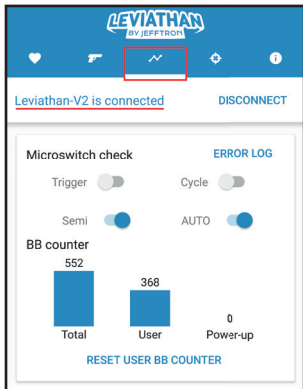 LEVIATHAN
BY JEFFTRON
Leviathan-V2 is connected DISCONNECT
Microswitch check ERROR LOG
Trigger Cycle
Semi AUTO
BB counter
552
368
0
Total User Power-up
RESET USER BB COUNTER